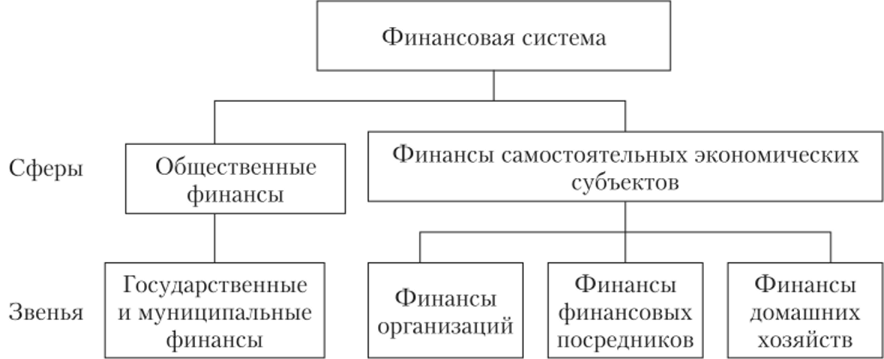 Финансовая система
Сферы
Общественные
финансы
Финансы самостоятельных экономических
субъектов
Звенья
Государственные
и муниципальные
финансы
Финансы
организаций
Финансы
финансовых
посредников
Финансы
домашних
хозяйств